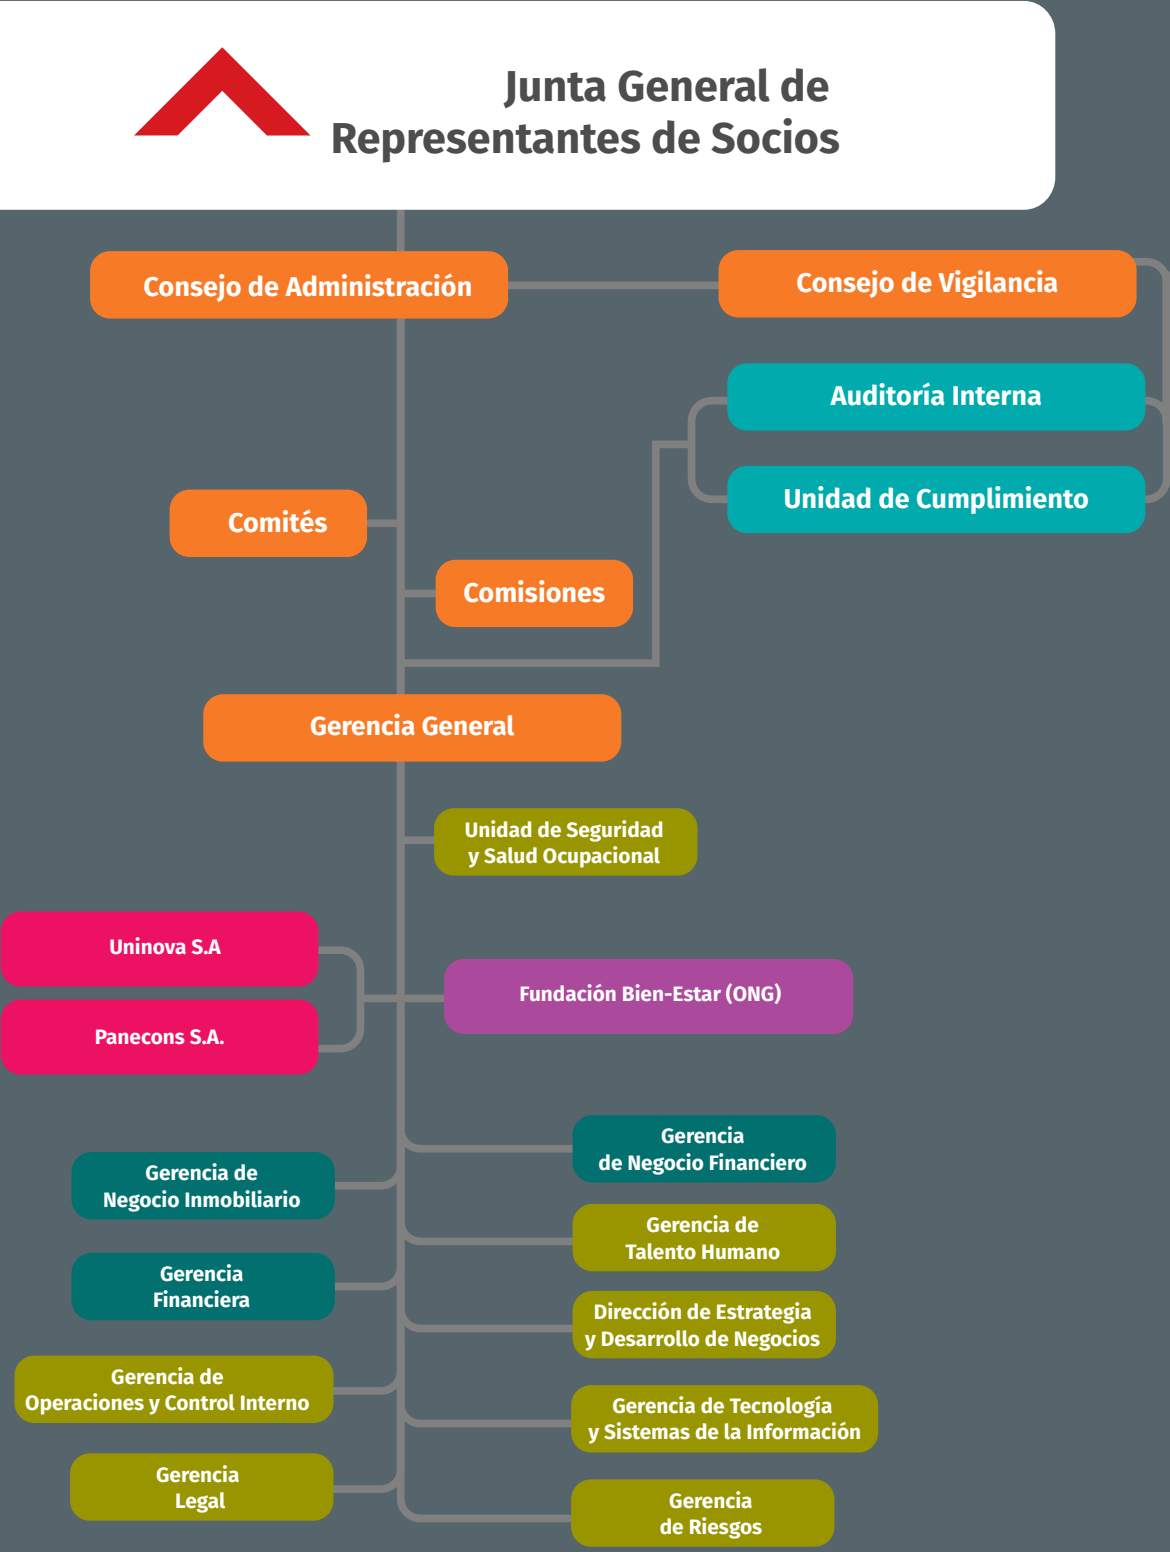 Junta General de
Representantes de Socios
Consejo de Administración
Consejo de Vigilancia
Auditoría Interna
Unidad de Cumplimiento
Comités
Comisiones
Gerencia General
Unidad de Seguridad
y Salud Ocupacional
Uninova S.A
Fundación Bien-Estar (ONG)
Panecons S.A.
Gerencia
de Negocio Financiero
Gerencia de
Negocio Inmobiliario
Gerencia de
Talento Humano
Gerencia
Financiera
Dirección de Estrategia
y Desarrollo de Negocios
Gerencia de
Operaciones y Control Interno
Gerencia de Tecnología
y Sistemas de la Información
Gerencia
Legal
Gerencia
de Riesgos